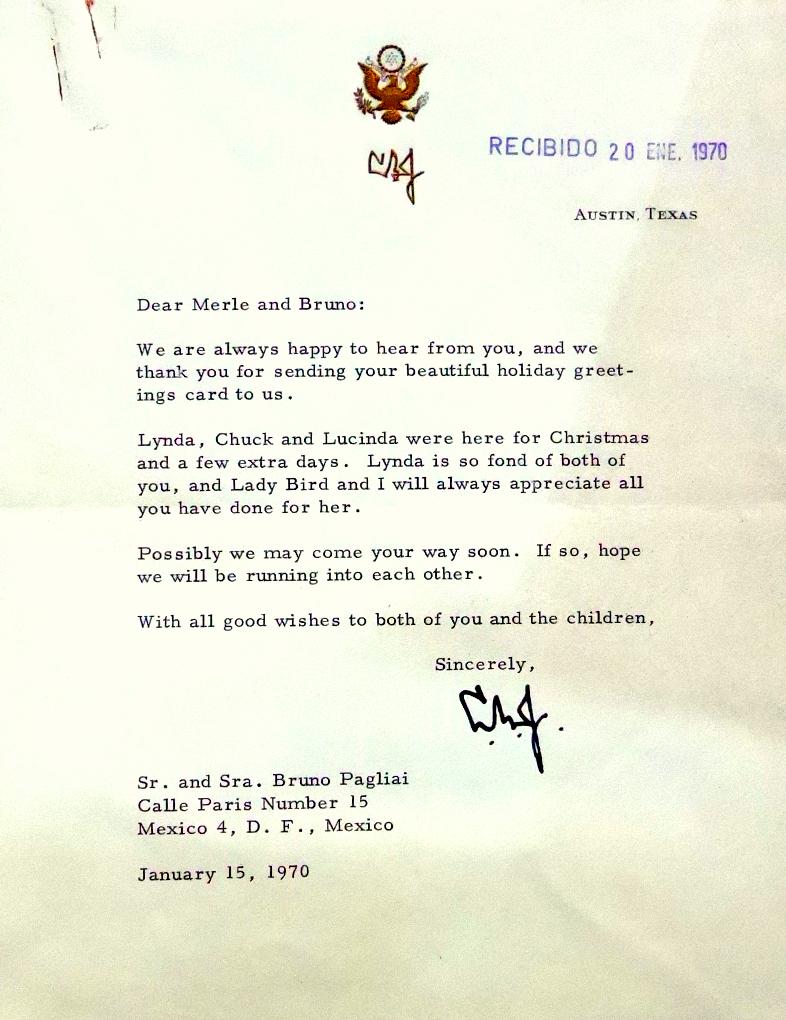 LBJ
RECIBIDO 20 ENE. 1970
AUSTIN, TEXAS
Dear Merle and Bruno:
We are always happy to hear from you, and we
thank you for sending your beautiful holiday greet-
ings card to us.
Lynda, Chuck and Lucinda were here for Christmas
and a few extra days. Lynda is so fond of both of
you, and Lady Bird and I will always appreciate all
you have done for her.
Possibly we may come your way soon. If so, hope
we will be running into each other.
With all good wishes to both of you and the children,
Sincerely,
L.B.J.
Sr. and Sra. Bruno Pagliai
Calle Paris Number 15
Mexico 4, D. F., Mexico
January 15, 1970